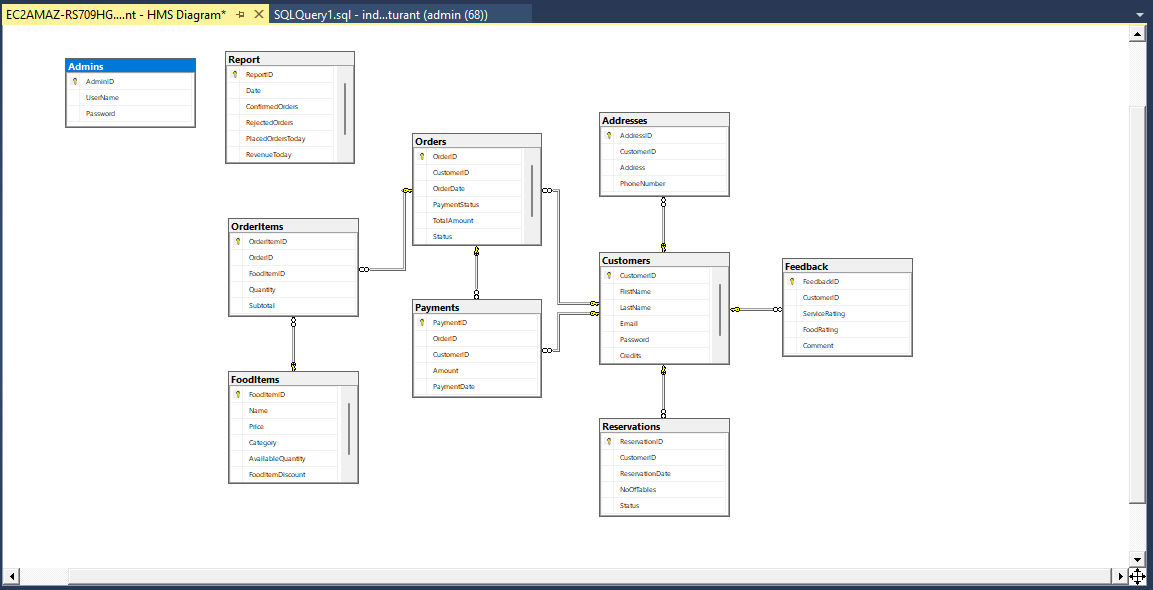 EC2AMAZ-RS709HG....nt - HMS Diagram*
SQLQuery1.sql - ind...turant (admin (68))
Admins
AdminID
UserName
Password
Report
ReportID
Date
ConfirmedOrders
RejectedOrders
PlacedOrdersToday
RevenueToday
Orders
OrderID
CustomerID
OrderDate
PaymentStatus
TotalAmount
Status
Addresses
AddressID
CustomerID
Address
PhoneNumber
OrderItems
OrderItemID
OrderID
FoodItemID
Quantity
Subtotal
Customers
CustomerID
FirstName
LastName
Email
Password
Credits
Feedback
FeedbackID
CustomerID
ServiceRating
FoodRating
Comment
Payments
PaymentID
OrderID
CustomerID
Amount
PaymentDate
FoodItems
FoodItemID
Name
Price
Category
AvailableQuantity
FoodItemDiscount
Reservations
ReservationID
CustomerID
ReservationDate
NoOfTables
Status